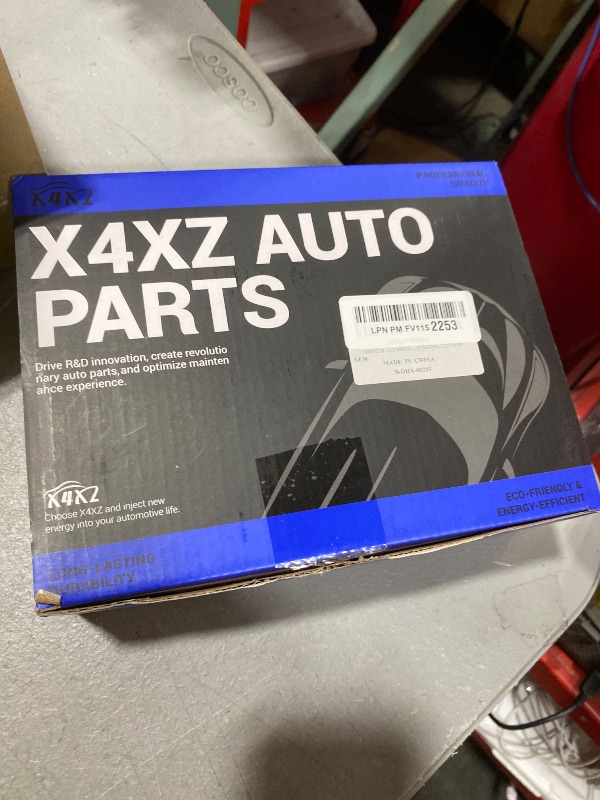 COSCO
X4XZ
PROFESSIONAL
QUALITY
X4XZ AUTO
PARTS
Drive R&D innovation, create revolutio
nary auto parts,and optimize mainten
ance experience.
LPN PM FV115 2253
NEW
MADE IN CHINA
X4XZ
Choose X4XZ and inject new
energy into your automotive life.
LONG-LASTING
DURABILITY
ECO-FRIENDLY &
ENERGY-EFFICIENT